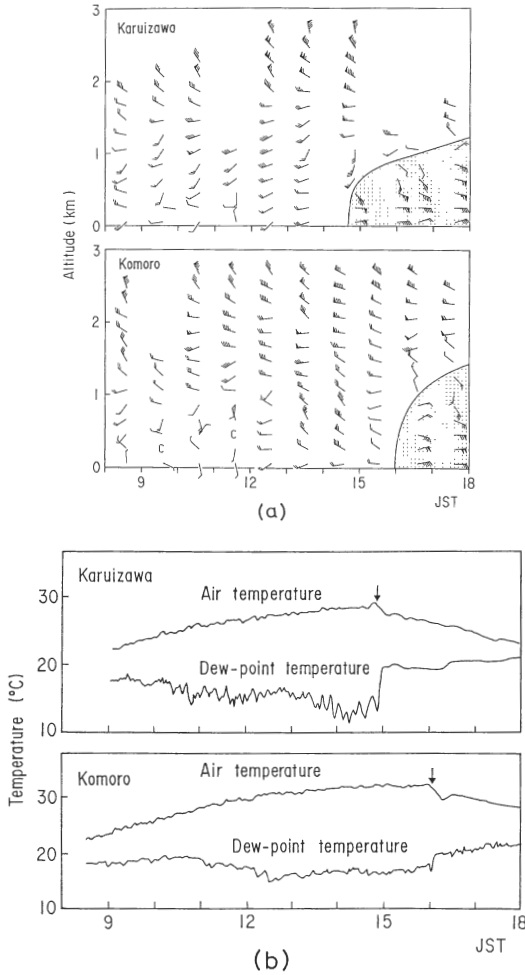 3
Karuizawa
2
1
0
Altitude (km)
3
Komoro
2
1
C
C
0
9
12
15
18
JST
(a)
Karuizawa
30
Air temperature
20
Dew-point temperature
10
Temperature (°C)
Komoro
Air temperature
30
20
Dew-point temperature
10
9
12
15
18
JST
(b)